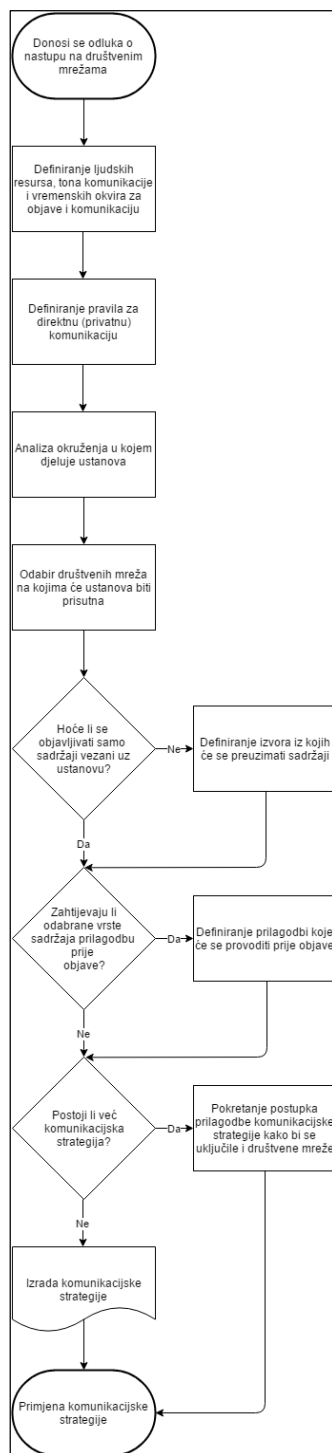 Donosi se odluka o
nastupu na društvenim
mrežama
Definiranje ljudskih
resursa, tona komunikacije
i vremenskih okvira za
objave i komunikaciju
Definiranje pravila za
direktnu (privatnu)
komunikaciju
Analiza okruženja u kojem
djeluje ustanova
Odabir društvenih mreža
na kojima će ustanova biti
prisutna
Hoće li se
objavljivati samo
sadržaji vezani uz
ustanovu?
Ne
Definiranje izvora iz kojih
će se preuzimati sadržaji
Da
Zahtijevaju li
odabrane vrste
sadržaja prilagodbu
prije
objave?
Da
Definiranje prilagodbi koje
će se provoditi prije objave
Ne
Postoji li već
komunikacijska
strategija?
Da
Pokretanje postupka
prilagodbe komunikacijske
strategije kako bi se
uključile i društvene mreže
Ne
Izrada komunikacijske
strategije
Primjena komunikacijske
strategije